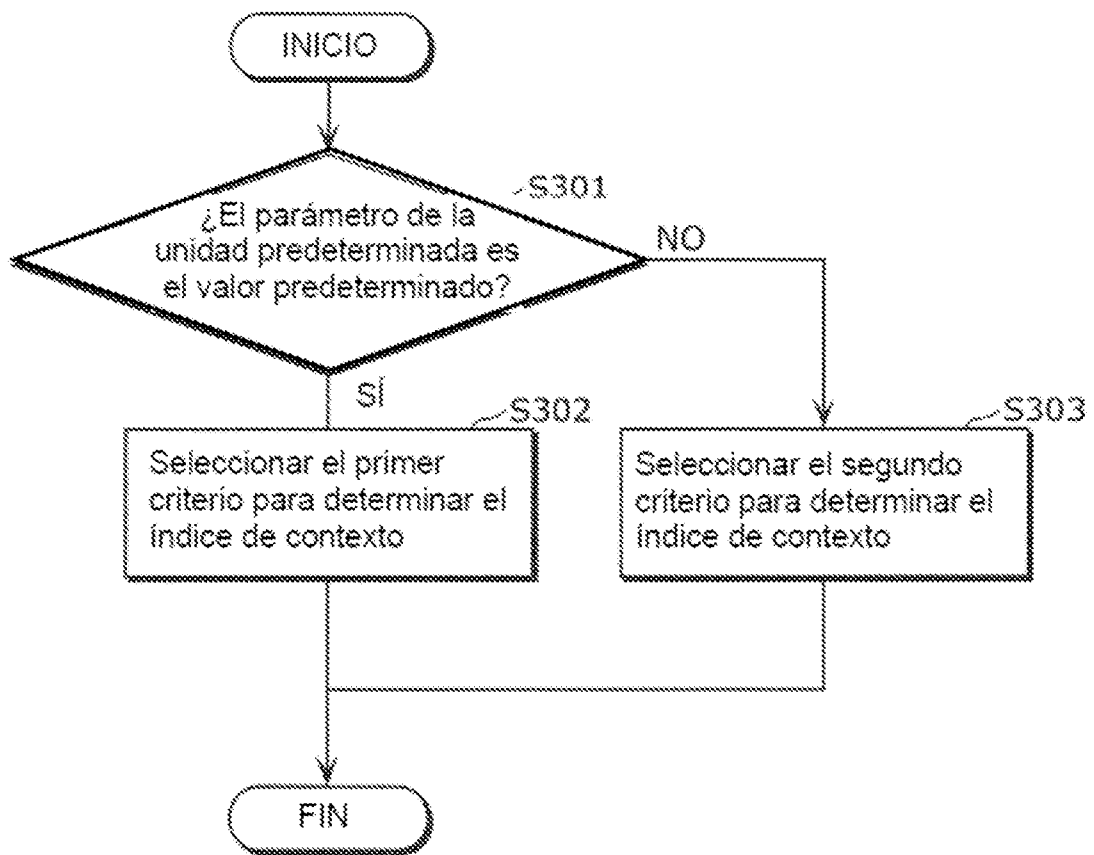 INICIO
S301
¿El parámetro de la
unidad predeterminada es
el valor predeterminado?
NO
SÍ
S302
Seleccionar el primer
criterio para determinar el
índice de contexto
S303
Seleccionar el segundo
criterio para determinar el
índice de contexto
FIN